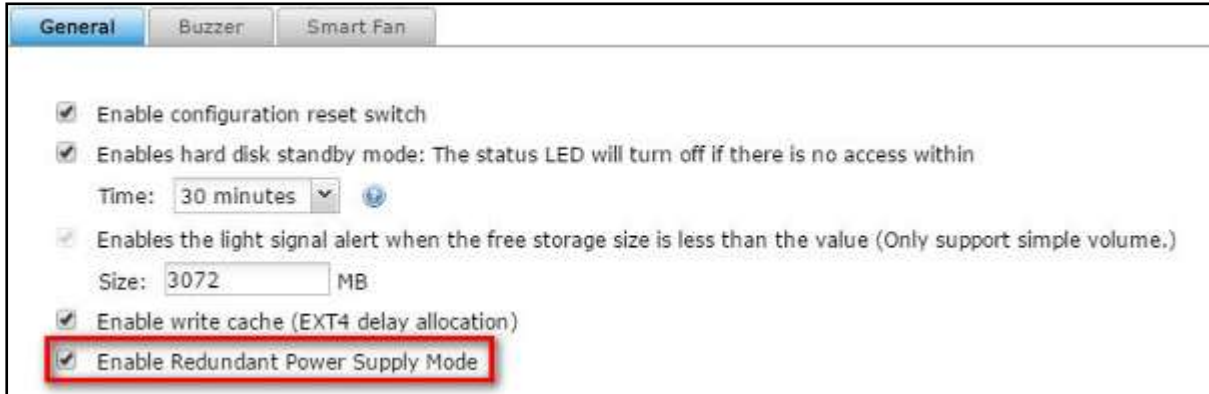 General Buzzer Smart Fan
Enable configuration reset switch
Enables hard disk standby mode: The status LED will turn off if there is no access within
Time: 30 minutes
Enables the light signal alert when the free storage size is less than the value (Only support simple volume.)
Size: 3072 MB
Enable write cache (EXT4 delay allocation)
Enable Redundant Power Supply Mode